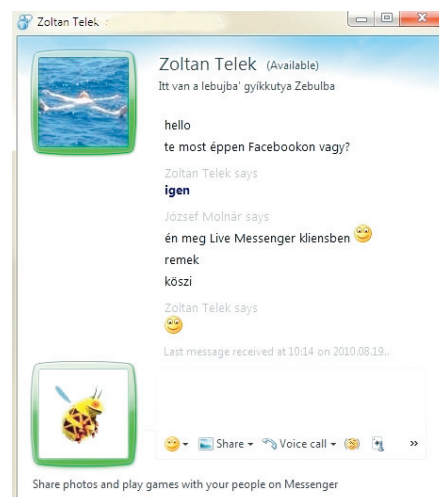 Zoltan Telek
Zoltan Telek (Available)
Itt van a lebujba' gyíkkutya Zebulba
hello
te most éppen Facebookon vagy?
Zoltan Telek says
igen
József Molnár says
én meg Live Messenger kliensben
remek
köszi
Zoltan Telek says
Last message received at 10:14 on 2010.08.19..
Share Voice call »
Share photos and play games with your people on Messenger